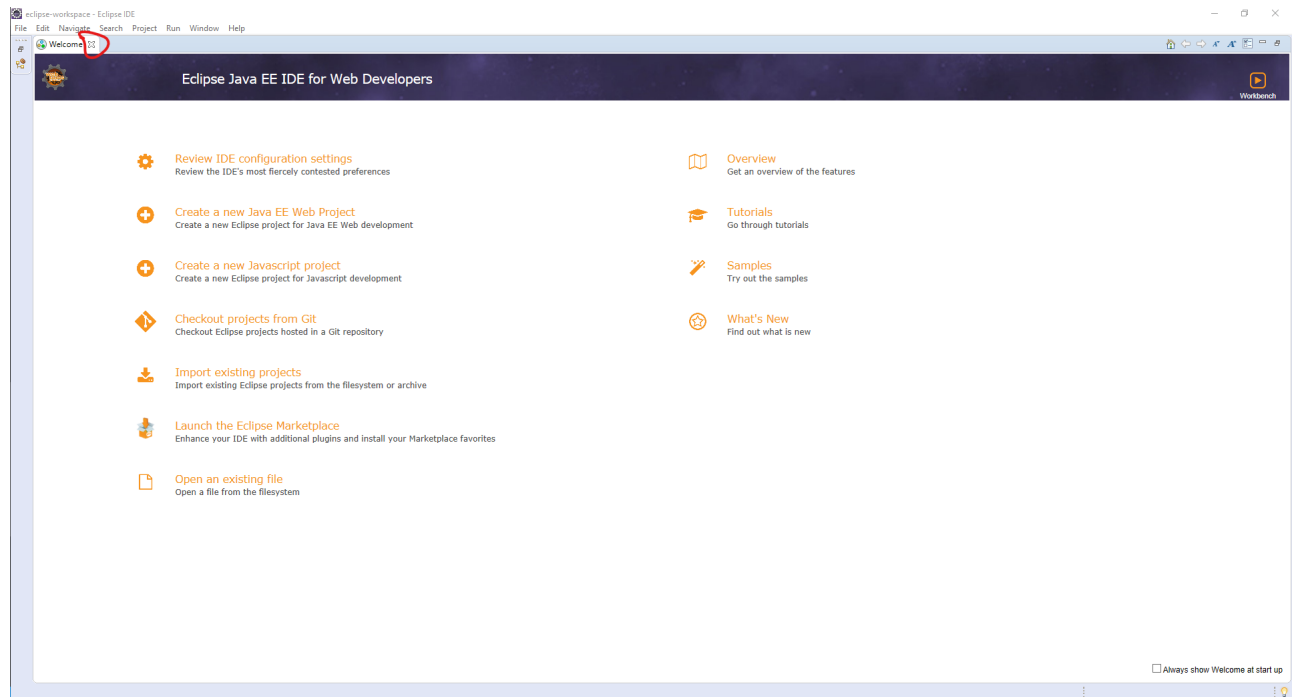 eclipse-workspace - Eclipse IDE
File Edit Navigate Search Project Run Window Help
Welcome
Eclipse Java EE IDE for Web Developers
Workbench
Review IDE configuration settings
Review the IDE's most fiercely contested preferences
Create a new Java EE Web Project
Create a new Eclipse project for Java EE Web development
Create a new Javascript project
Create a new Eclipse project for Javascript development
Checkout projects from Git
Checkout Eclipse projects hosted in a Git repository
Import existing projects
Import existing Eclipse projects from the filesystem or archive
Launch the Eclipse Marketplace
Enhance your IDE with additional plugins and install your Marketplace favorites
Open an existing file
Open a file from the filesystem
Overview
Get an overview of the features
Tutorials
Go through tutorials
Samples
Try out the samples
What's New
Find out what is new
Always show Welcome at start up